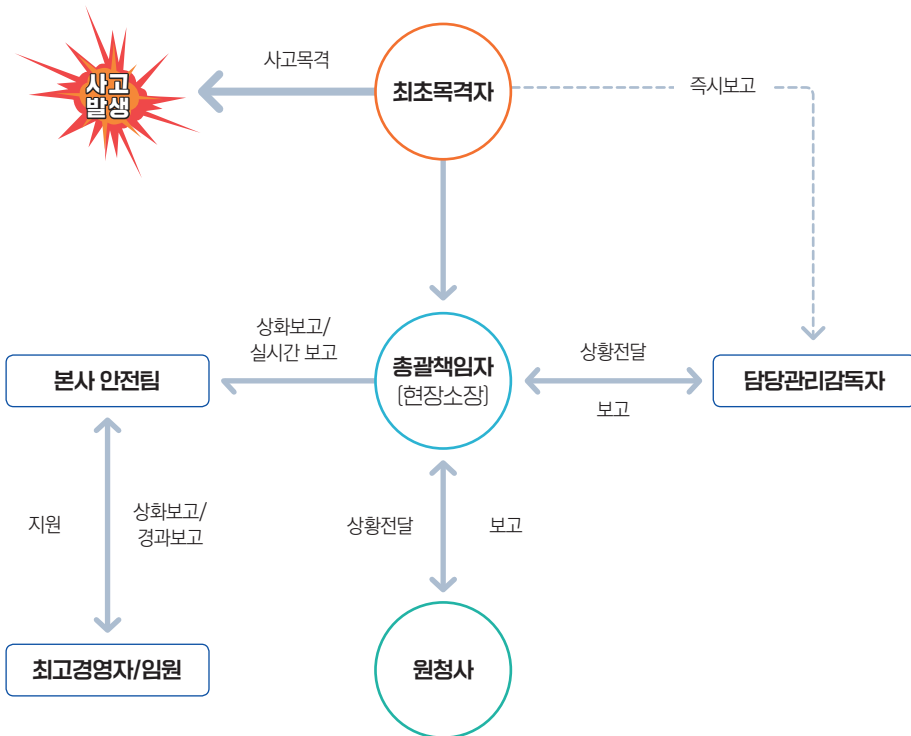 사고목격
최초목격자
즉시보고
사고
발생
상화보고/
실시간 보고
총괄책임자
[현장소장]
상황전달
보고
본사 안전팀
담당관리감독자
지원
상화보고/
경과보고
상황전달
보고
최고경영자/임원
원청사